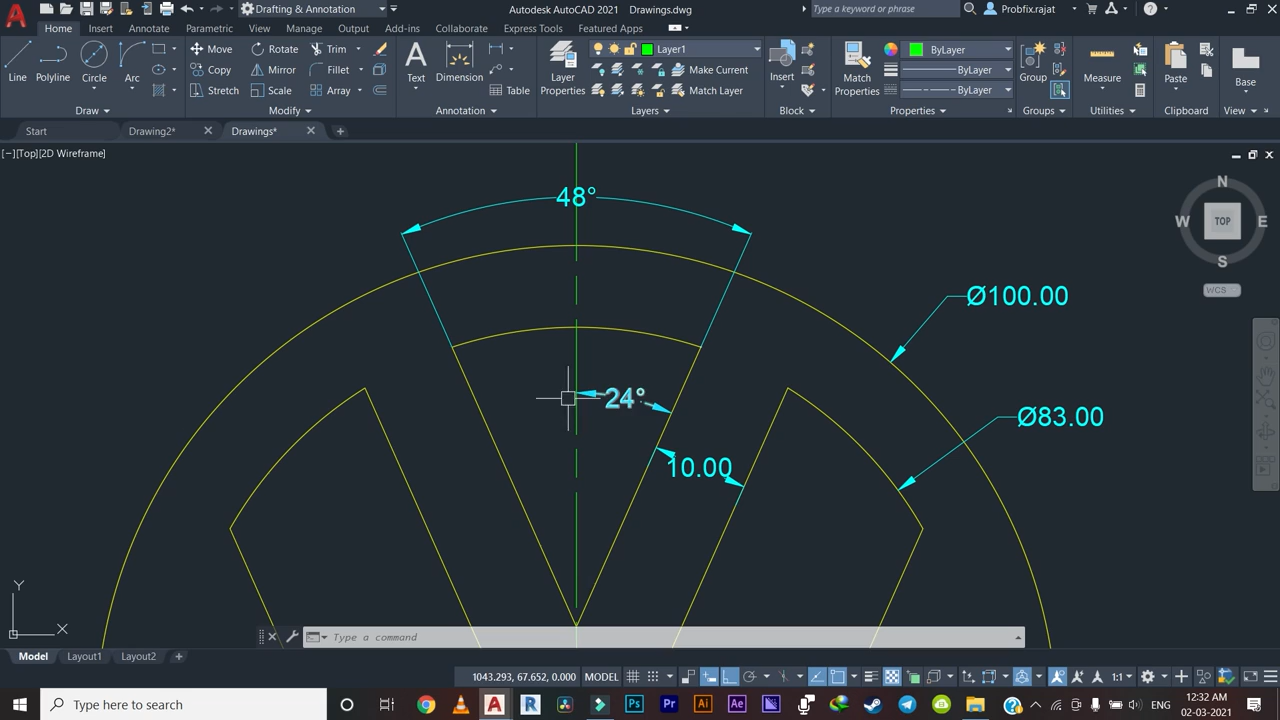 Drafting & Annotation
Autodesk AutoCAD 2021 Drawings.dwg
Type a keyword or phrase
Probfix.rajat
Home Insert Annotate Parametric View Manage Output Add-ins Collaborate Express Tools Featured Apps
Line
Polyline
Circle
Arc
Move
Rotate
Trim
Copy
Mirror
Fillet
Stretch
Scale
Array
Text
Dimension
Table
Layer
Properties
Layer1
Make Current
Match Layer
Insert
Match
Properties
ByLayer
ByLayer
ByLayer
Group
Measure
Paste
Base
Draw
Modify
Annotation
Layers
Block
Properties
Groups
Utilities
Clipboard
View
Start
Drawing2*
Drawings*
[−][Top][2D Wireframe]
N
W
TOP
E
S
WCS
48°
Ø100.00
24°
Ø83.00
10.00
Y
X
Type a command
Model Layout1 Layout2
1043.293, 67.652, 0.000
MODEL
1:1
Type here to search
ENG
12:32 AM
02-03-2021